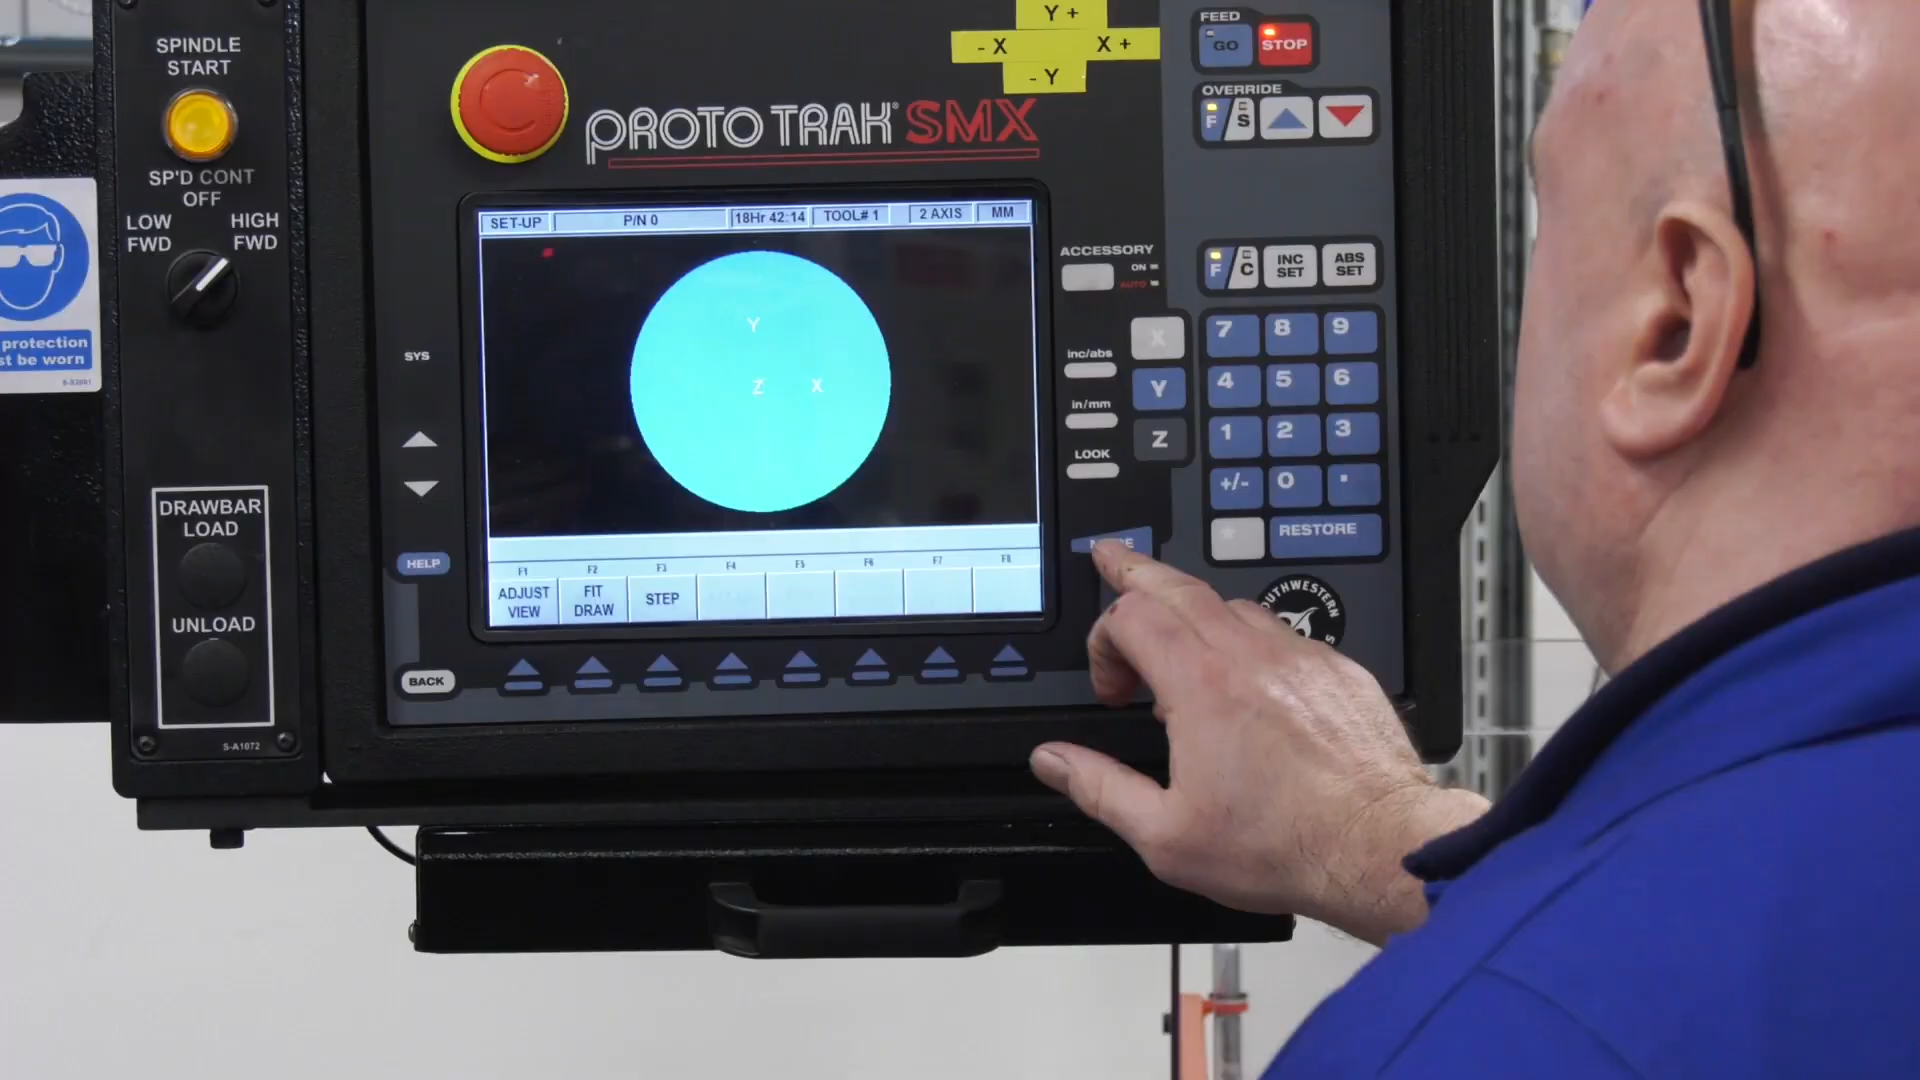 SPINDLE
START
SP'D CONT
OFF
LOW
FWD
HIGH
FWD
protection
st be worn
DRAWBAR
LOAD
UNLOAD
S-A1072
PROTOTRAK® SMX
Y +
- X
X +
- Y
SYS
HELP
BACK
SET-UP
P/N 0
18Hr 42:14
TOOL# 1
2 AXIS
MM
Y
Z
X
F1
F2
F3
F4
F5
F6
F7
F8
ADJUST
VIEW
FIT
DRAW
STEP
FEED
GO
STOP
OVERRIDE
F
S
ACCESSORY
ON
AUTO
F
C
INC
SET
ABS
SET
inc/abs
in/mm
LOOK
X
Y
Z
7
8
9
4
5
6
1
2
3
+/-
0
.
*
RESTORE
OUTHWESTERN